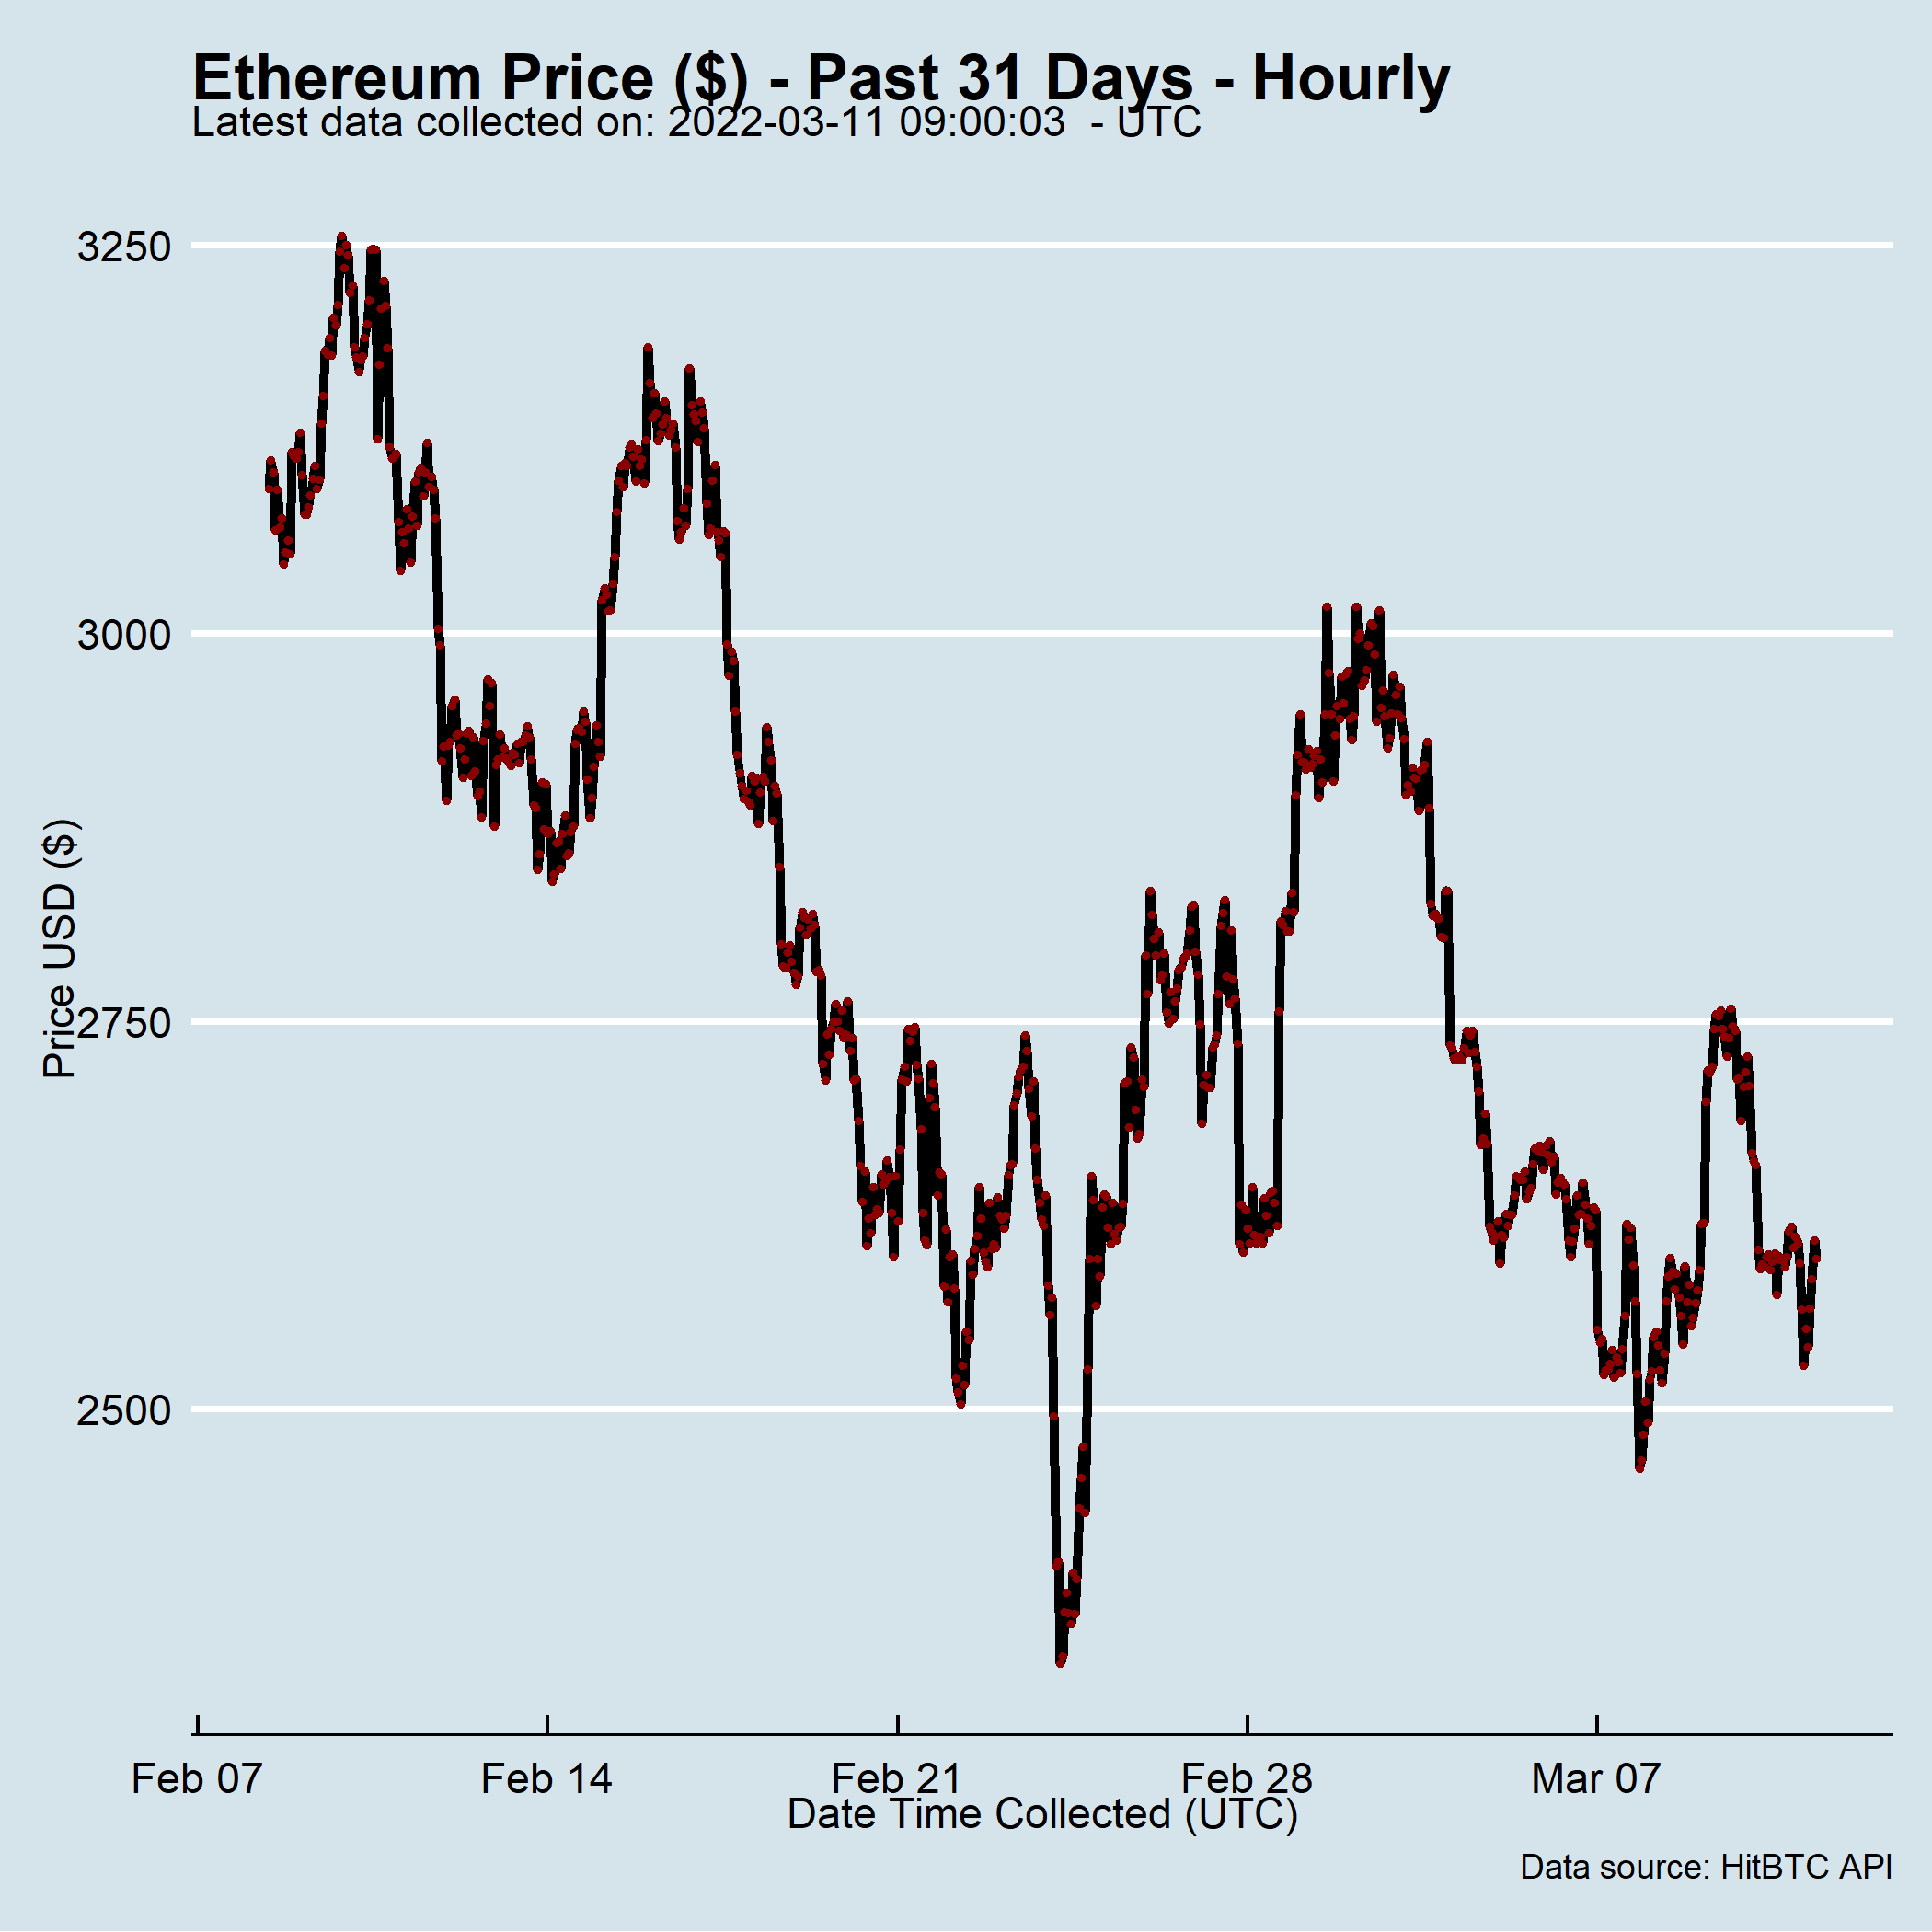 Ethereum Price ($) - Past 31 Days - Hourly
Latest data collected on: 2022-03-11 09:00:03  - UTC
3250
3000
2750
2500
Price USD ($)
Feb 07
Feb 14
Feb 21
Feb 28
Mar 07
Date Time Collected (UTC)
Data source: HitBTC API